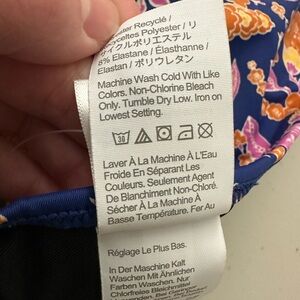 Recyclé /
Polyester / リ
サイクルポリエステル
8% Elastane / Élasthanne /
Elastan / ポリウレタン
Machine Wash Cold With Like
Colors. Non-Chlorine Bleach
Only. Tumble Dry Low. Iron on
Lowest Setting.
30
Laver À La Machine À L'Eau
Froide En Séparant Les
Couleurs. Seulement Agent
De Blanchiment Non-Chloré.
Sécher À La Machine À
Basse Température. Fer Au
Réglage Le Plus Bas.
In Der Maschine Kalt
Waschen Mit Ähnlichen
Farben Waschen. Nur
Chlorfreies Bleichmittel